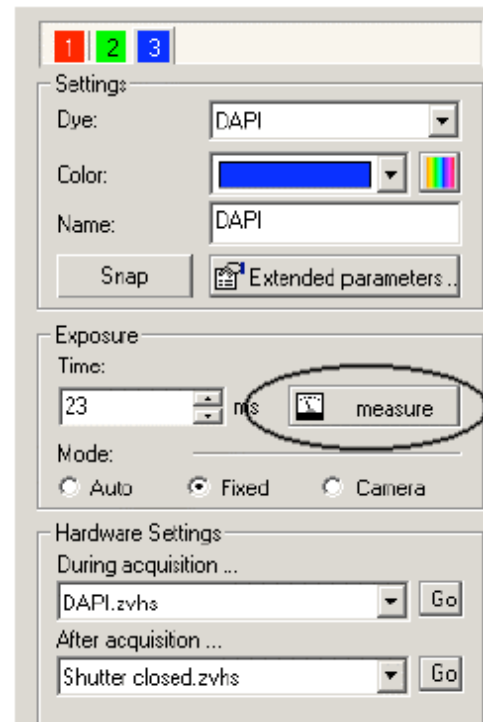 1 2 3
Settings
Dye: DAPI
Color:
Name: DAPI
Snap Extended parameters ..
Exposure
Time:
23 ms measure
Mode:
Auto Fixed Camera
Hardware Settings
During acquisition ...
DAPI.zvhs Go
After acquisition ...
Shutter closed.zvhs Go